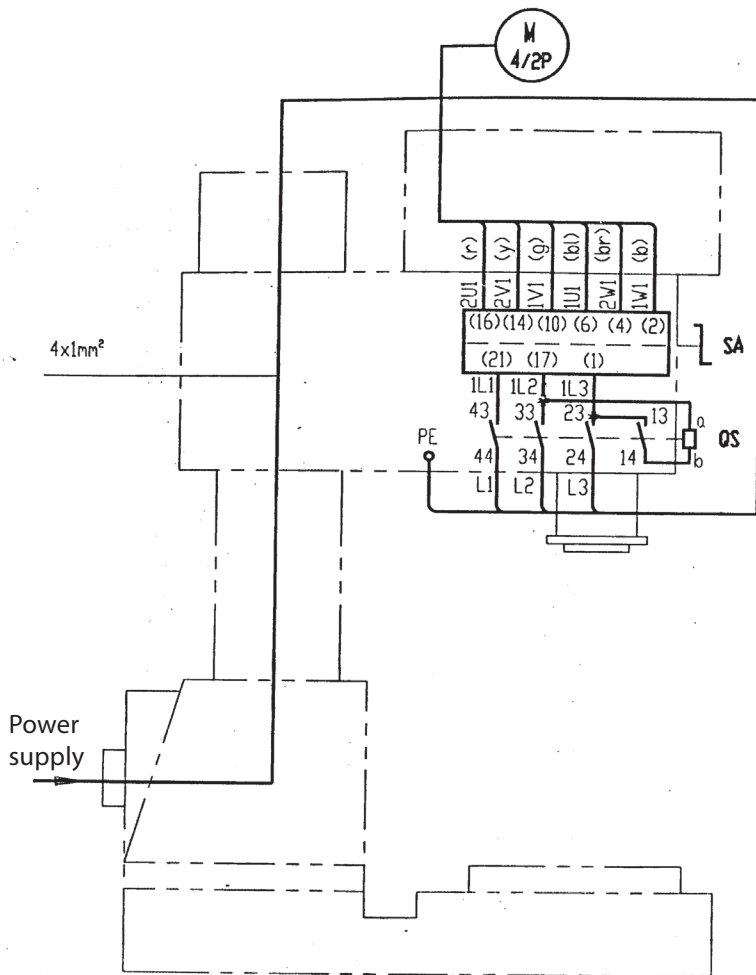 M
4/2P
(r) (y) (g) (bl) (br) (b)
2U1 2V1 1V1 1U1 2W1 1W1
(16) (14) (10) (6) (4) (2)
SA
(21) (17) (1)
4x1mm²
1L1 1L2 1L3
43 33 23 13 a
PE
QS
44 34 24 14 b
L1 L2 L3
Power
supply